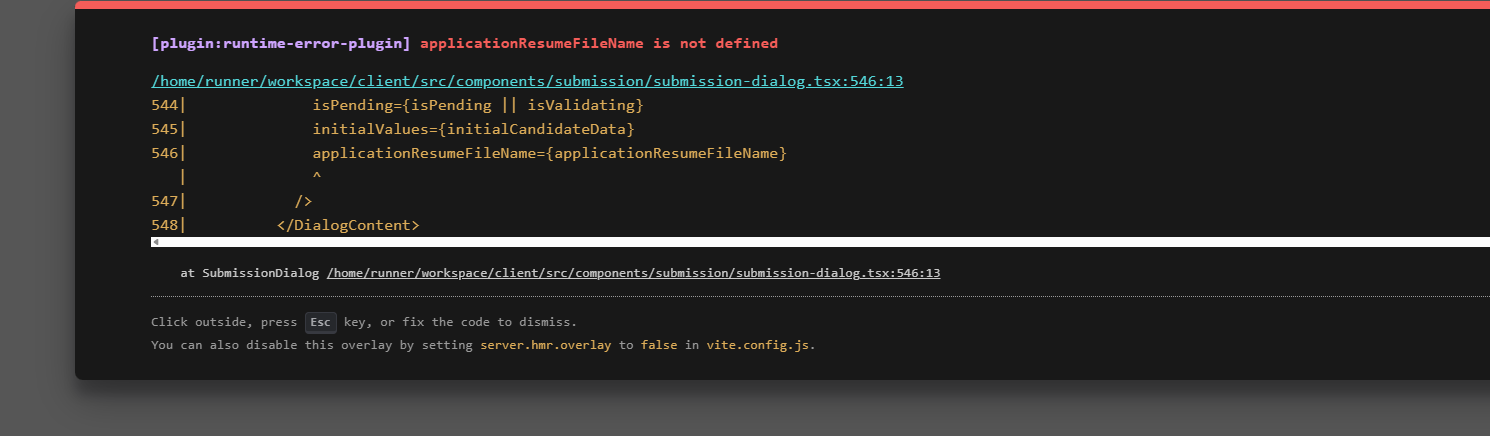 [plugin:runtime-error-plugin] applicationResumeFileName is not defined
/home/runner/workspace/client/src/components/submission/submission-dialog.tsx:546:13
544|              isPending={isPending || isValidating}
545|              initialValues={initialCandidateData}
546|              applicationResumeFileName={applicationResumeFileName}
   |              ^
547|            />
548|          </DialogContent>
at SubmissionDialog /home/runner/workspace/client/src/components/submission/submission-dialog.tsx:546:13
Click outside, press Esc key, or fix the code to dismiss.
You can also disable this overlay by setting server.hmr.overlay to false in vite.config.js.